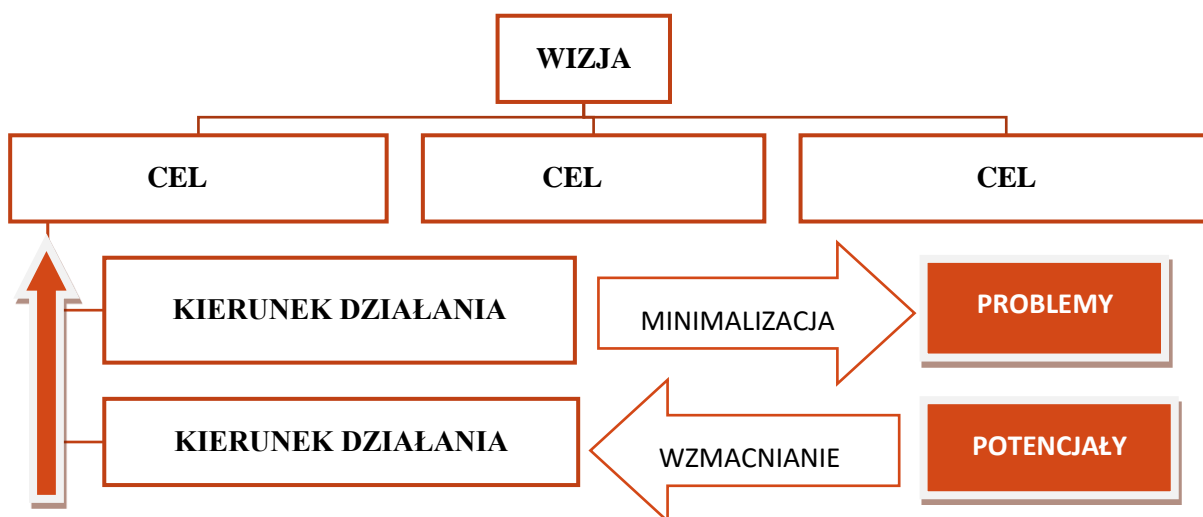 WIZJA
CEL
CEL
CEL
KIERUNEK DZIAŁANIA
MINIMALIZACJA
PROBLEMY
KIERUNEK DZIAŁANIA
WZMACNIANIE
POTENCJAŁY